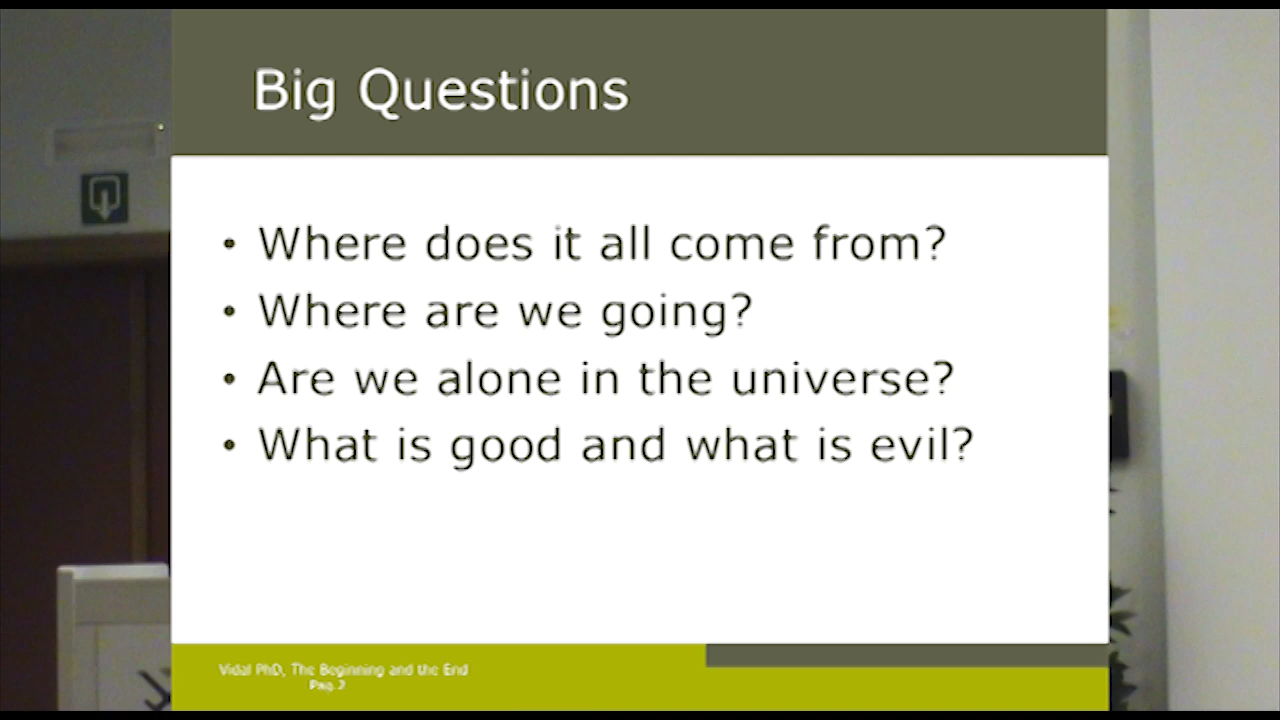 Big Questions
• Where does it all come from?
• Where are we going?
• Are we alone in the universe?
• What is good and what is evil?
Vidal PhD, The Beginning and the End
Pag. 2